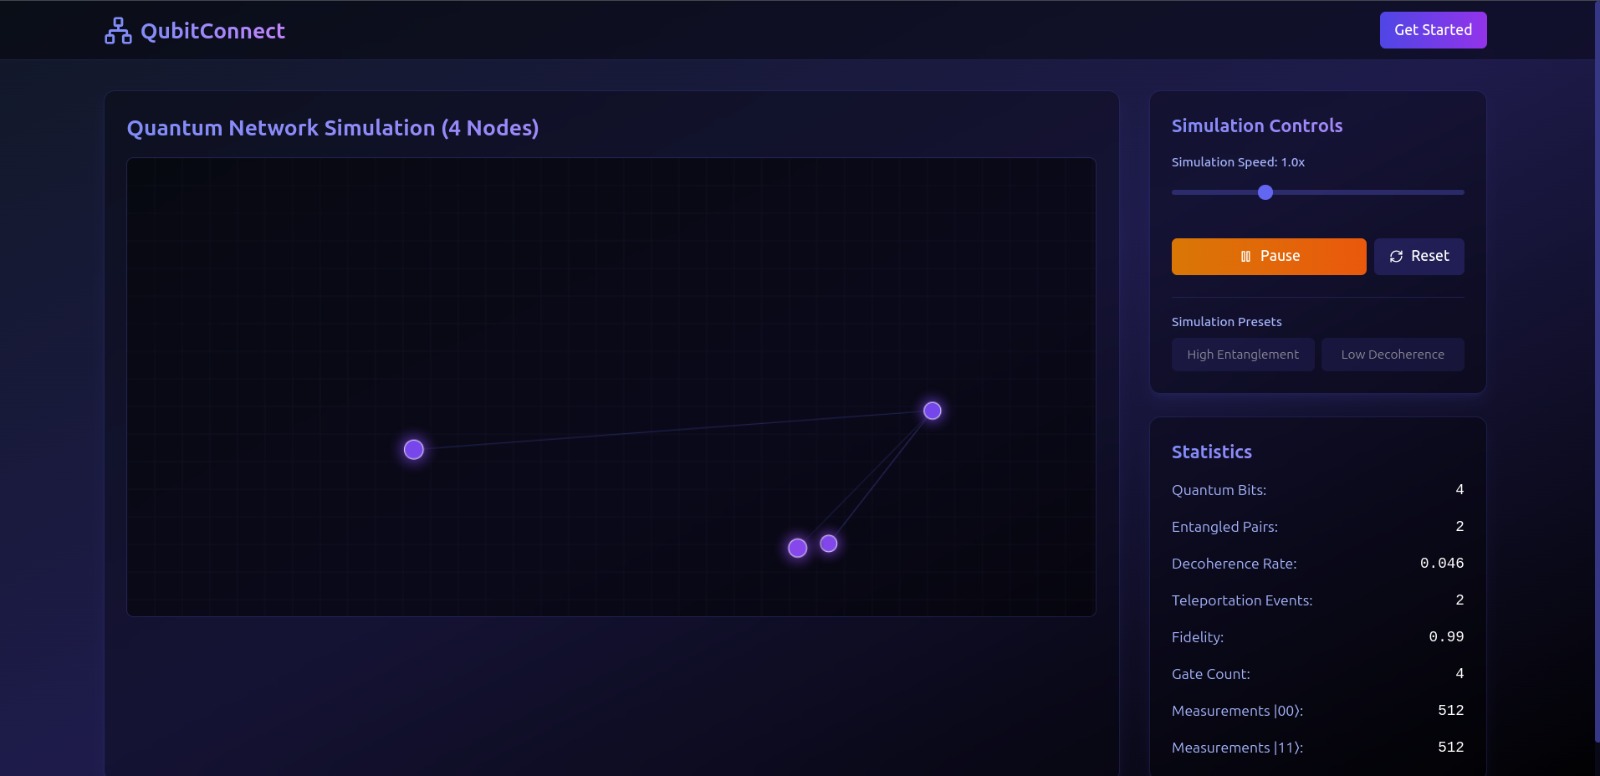 QubitConnect
Get Started
Quantum Network Simulation (4 Nodes)
Simulation Controls
Simulation Speed: 1.0x
Pause
Reset
Simulation Presets
High Entanglement
Low Decoherence
Statistics
Quantum Bits: 4
Entangled Pairs: 2
Decoherence Rate: 0.046
Teleportation Events: 2
Fidelity: 0.99
Gate Count: 4
Measurements |00⟩: 512
Measurements |11⟩: 512